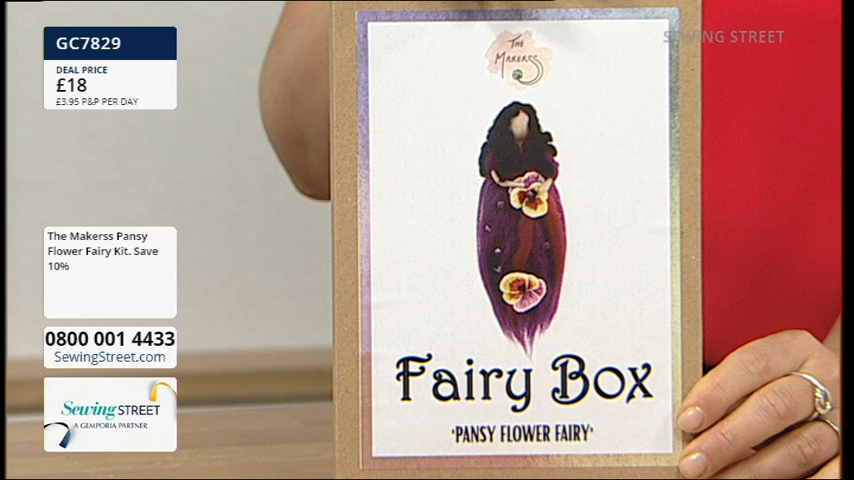 GC7829
DEAL PRICE
£18
£3.95 P&P PER DAY
The Makerss Pansy
Flower Fairy Kit. Save
10%
0800 001 4433
SewingStreet.com
Sewing STREET
A GEMPORIA PARTNER
SEWING STREET
The
Makerss
Fairy Box
'PANSY FLOWER FAIRY'